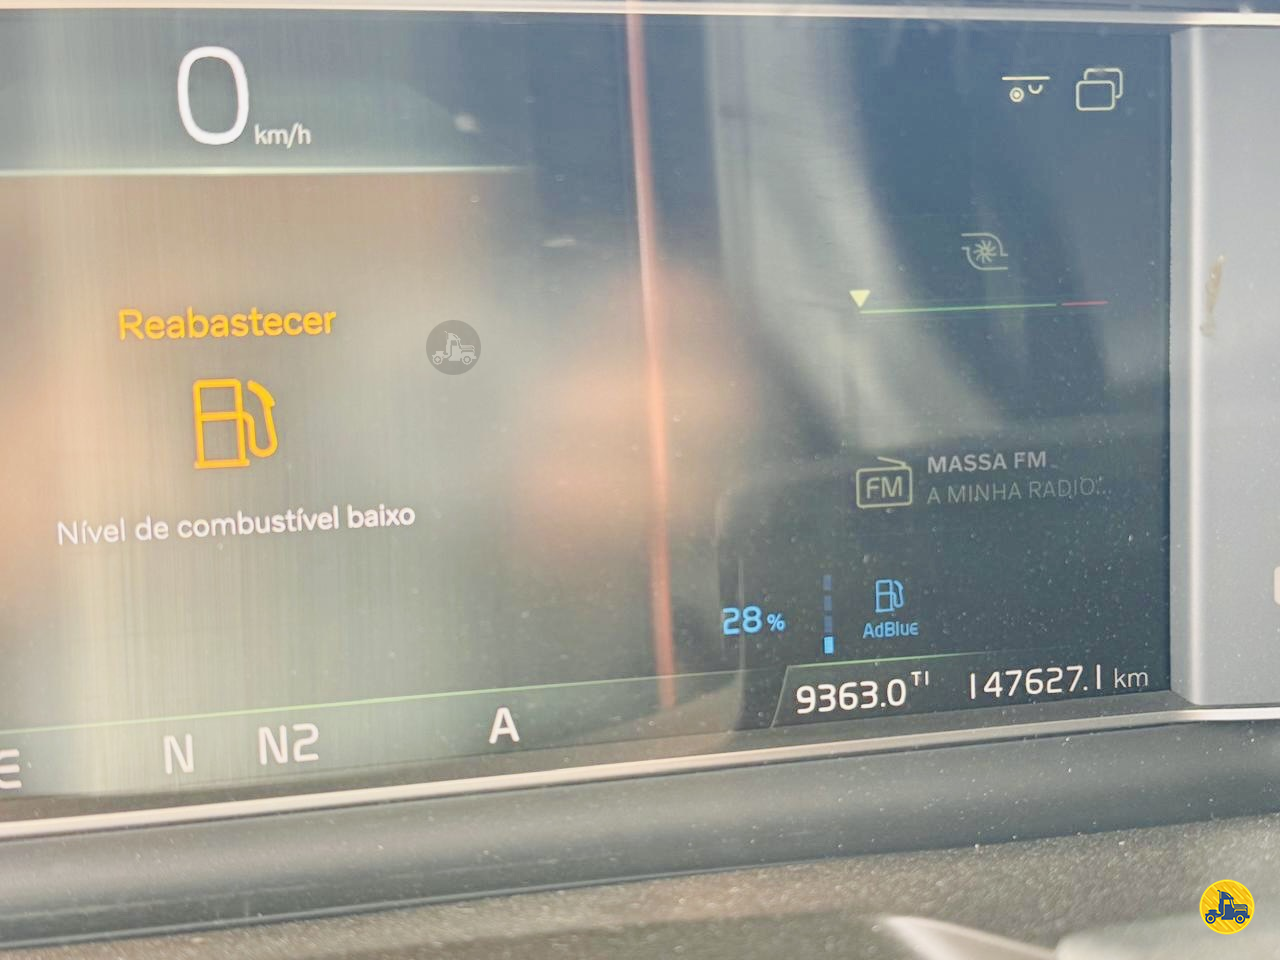 0 km/h
Reabastecer
Nível de combustível baixo
FM
MASSA FM
A MINHA RADIO...
28 %
AdBlue
9363.0 T1 147627.1 km
E N N2 A